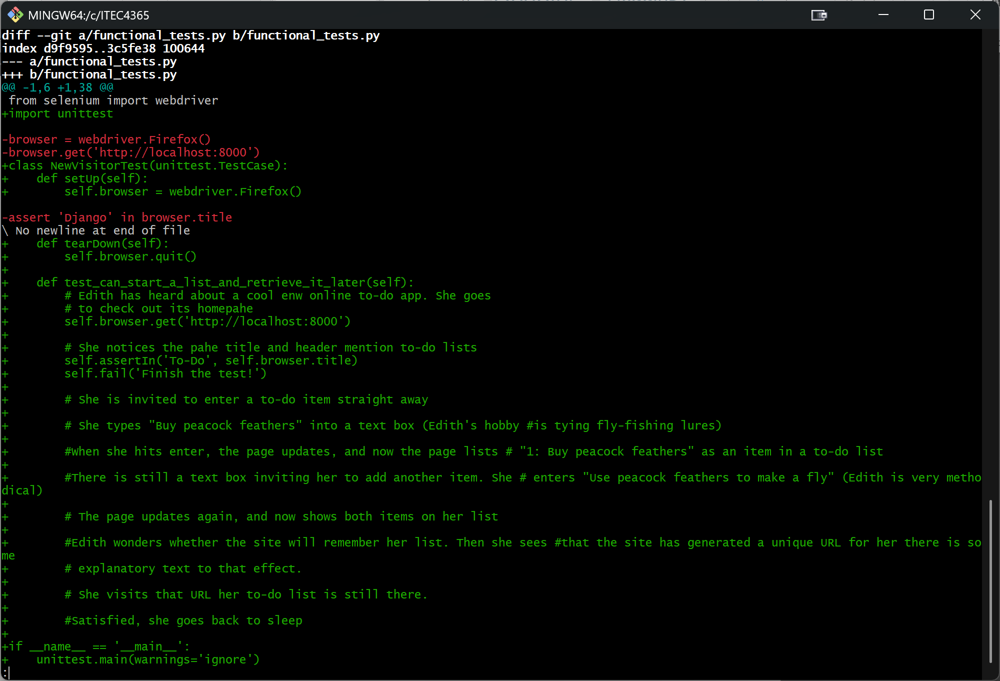 MINGW64:/c/ITEC4365
diff --git a/functional_tests.py b/functional_tests.py
index d9f9595..3c5fe38 100644
--- a/functional_tests.py
+++ b/functional_tests.py
@@ -1,6 +1,38 @@
 from selenium import webdriver
+import unittest

-browser = webdriver.Firefox()
-browser.get('http://localhost:8000')
+class NewVisitorTest(unittest.TestCase):
+    def setUp(self):
+        self.browser = webdriver.Firefox()

-assert 'Django' in browser.title
\ No newline at end of file
+    def tearDown(self):
+        self.browser.quit()
+
+    def test_can_start_a_list_and_retrieve_it_later(self):
+        # Edith has heard about a cool enw online to-do app. She goes
+        # to check out its homepahe
+        self.browser.get('http://localhost:8000')
+
+        # She notices the pahe title and header mention to-do lists
+        self.assertIn('To-Do', self.browser.title)
+        self.fail('Finish the test!')
+
+        # She is invited to enter a to-do item straight away
+
+        # She types "Buy peacock feathers" into a text box (Edith's hobby #is tying fly-fishing lures)
+
+        #When she hits enter, the page updates, and now the page lists # "1: Buy peacock feathers" as an item in a to-do list
+
+        #There is still a text box inviting her to add another item. She # enters "Use peacock feathers to make a fly" (Edith is very metho
dical)
+
+        # The page updates again, and now shows both items on her list
+
+        #Edith wonders whether the site will remember her list. Then she sees #that the site has generated a unique URL for her there is so
me
+        # explanatory text to that effect.
+
+        # She visits that URL her to-do list is still there.
+
+        #Satisfied, she goes back to sleep
+
+if __name__ == '__main__':
+    unittest.main(warnings='ignore')
: